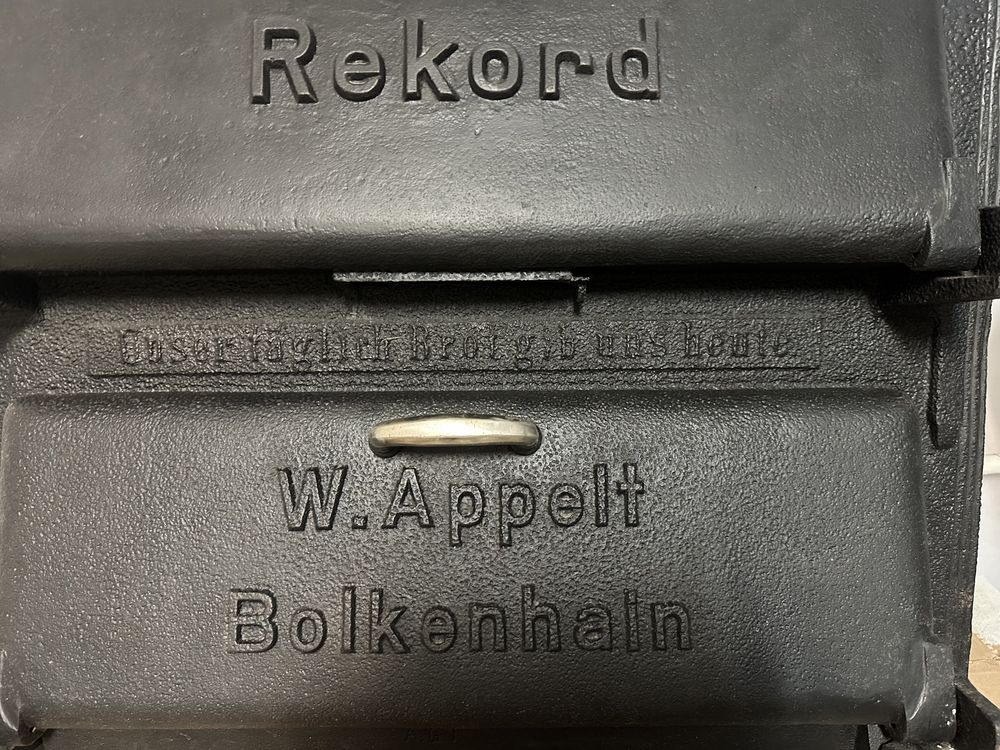 Rekord
Unser täglich Brot gib uns heute.
W. Appelt
Bolkenhain